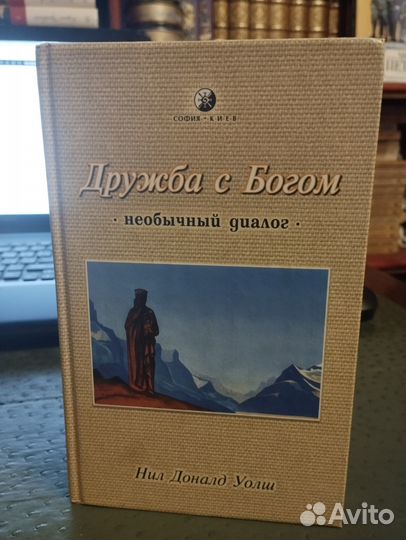 СОФИЯ • КИЕВ
Дружба с Богом
• необычный диалог •
Нил Доналд Уолш
Avito